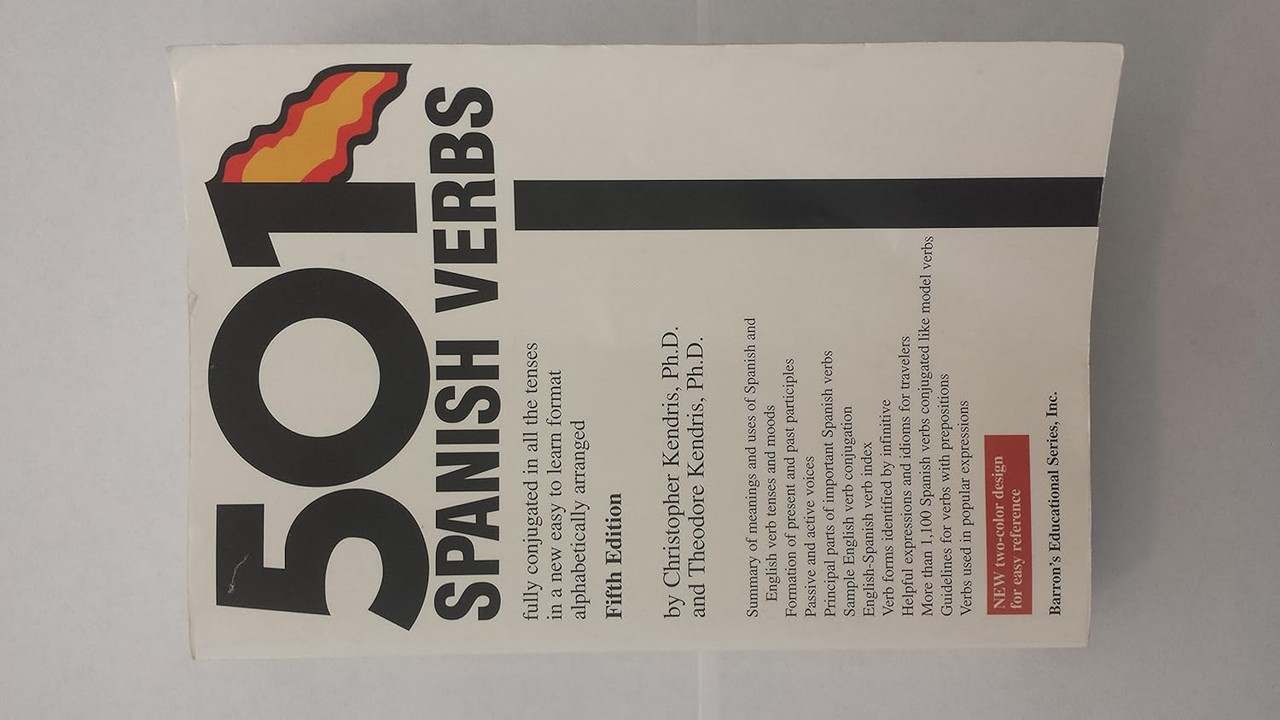 501
SPANISH VERBS
fully conjugated in all the tenses
in a new easy to learn format
alphabetically arranged
Fifth Edition
by Christopher Kendris, Ph.D.
and Theodore Kendris, Ph.D.
Summary of meanings and uses of Spanish and
English verb tenses and moods
Formation of present and past participles
Passive and active voices
Principal parts of important Spanish verbs
Sample English verb conjugation
English-Spanish verb index
Verb forms identified by infinitive
Helpful expressions and idioms for travelers
More than 1,100 Spanish verbs conjugated like model verbs
Guidelines for verbs with prepositions
Verbs used in popular expressions
NEW two-color design
for easy reference
Barron's Educational Series, Inc.